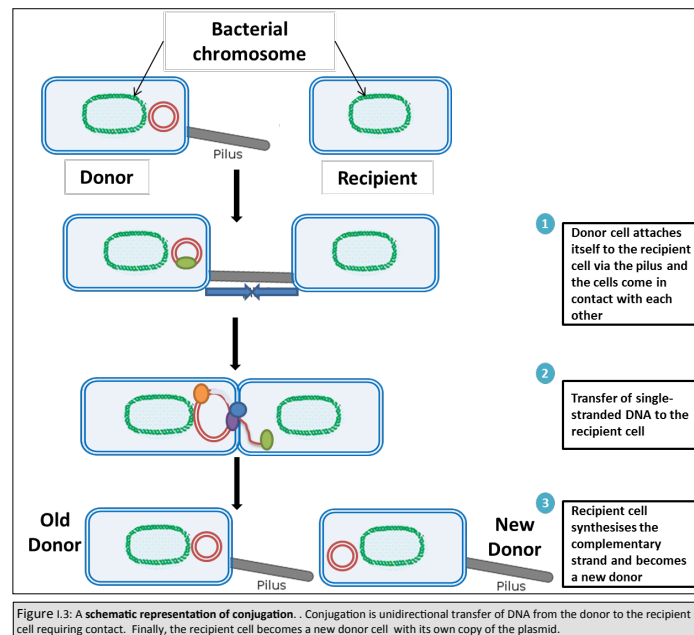 Bacterial
chromosome
Pilus
Donor
Recipient
1
Donor cell attaches
itself to the recipient
cell via the pilus and
the cells come in
contact with each
other
2
Transfer of single-
stranded DNA to the
recipient cell
Old
Donor
Pilus
New
Donor
Pilus
3
Recipient cell
synthesises the
complementary
strand and becomes
a new donor
Figure I.3: A schematic representation of conjugation. . Conjugation is unidirectional transfer of DNA from the donor to the recipient
cell requiring contact. Finally, the recipient cell becomes a new donor cell with its own copy of the plasmid.